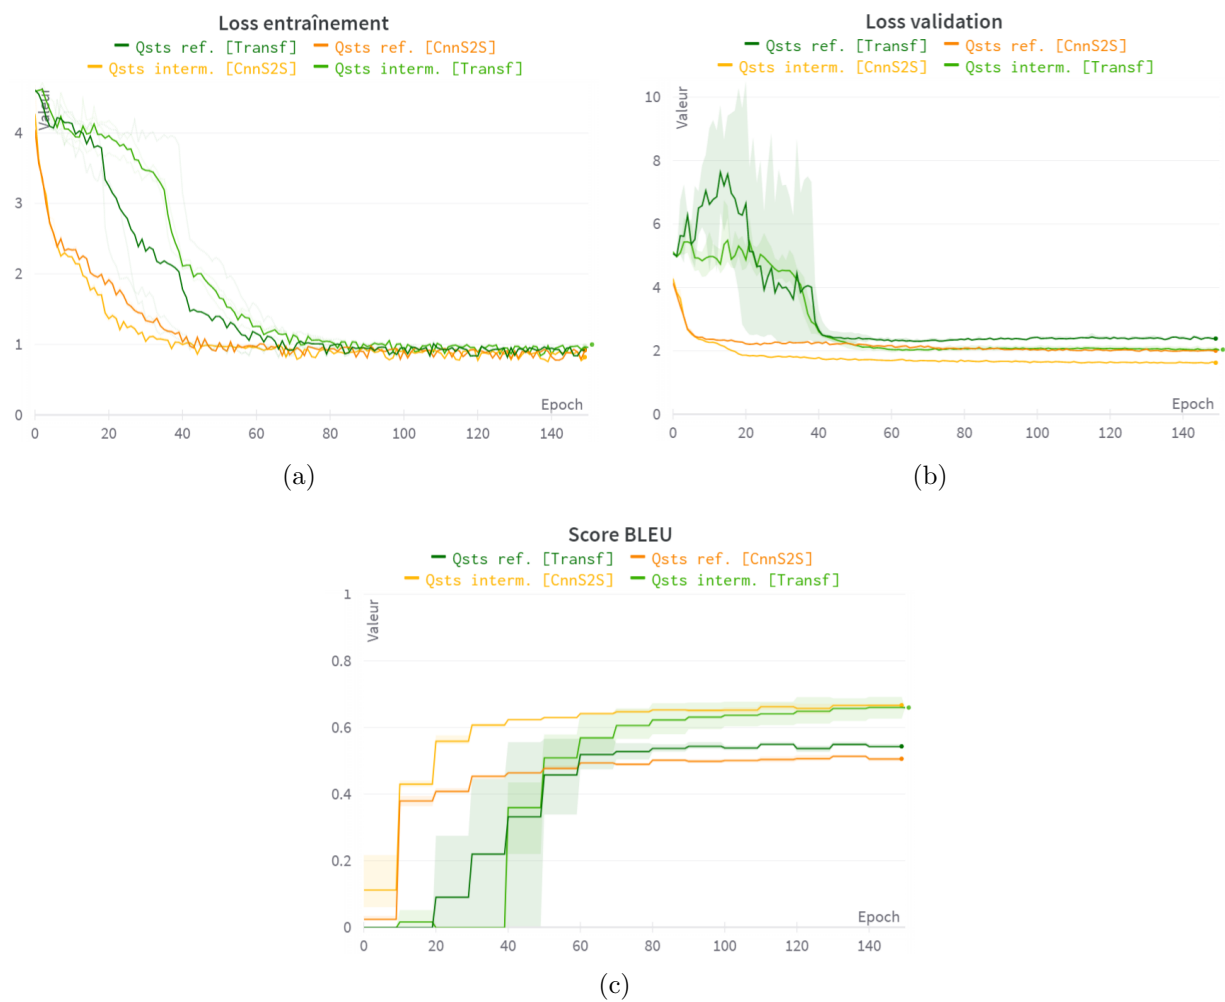 Loss entraînement
Qsts ref. [Transf] Qsts ref. [CnnS2S]
Qsts interm. [CnnS2S] Qsts interm. [Transf]
Valeur
4
3
2
1
0
Epoch
0 20 40 60 80 100 120 140
(a)
Loss validation
Qsts ref. [Transf] Qsts ref. [CnnS2S]
Qsts interm. [CnnS2S] Qsts interm. [Transf]
Valeur
10
8
6
4
2
0
Epoch
0 20 40 60 80 100 120 140
(b)
Score BLEU
Qsts ref. [Transf] Qsts ref. [CnnS2S]
Qsts interm. [CnnS2S] Qsts interm. [Transf]
Valeur
1
0.8
0.6
0.4
0.2
0
Epoch
0 20 40 60 80 100 120 140
(c)